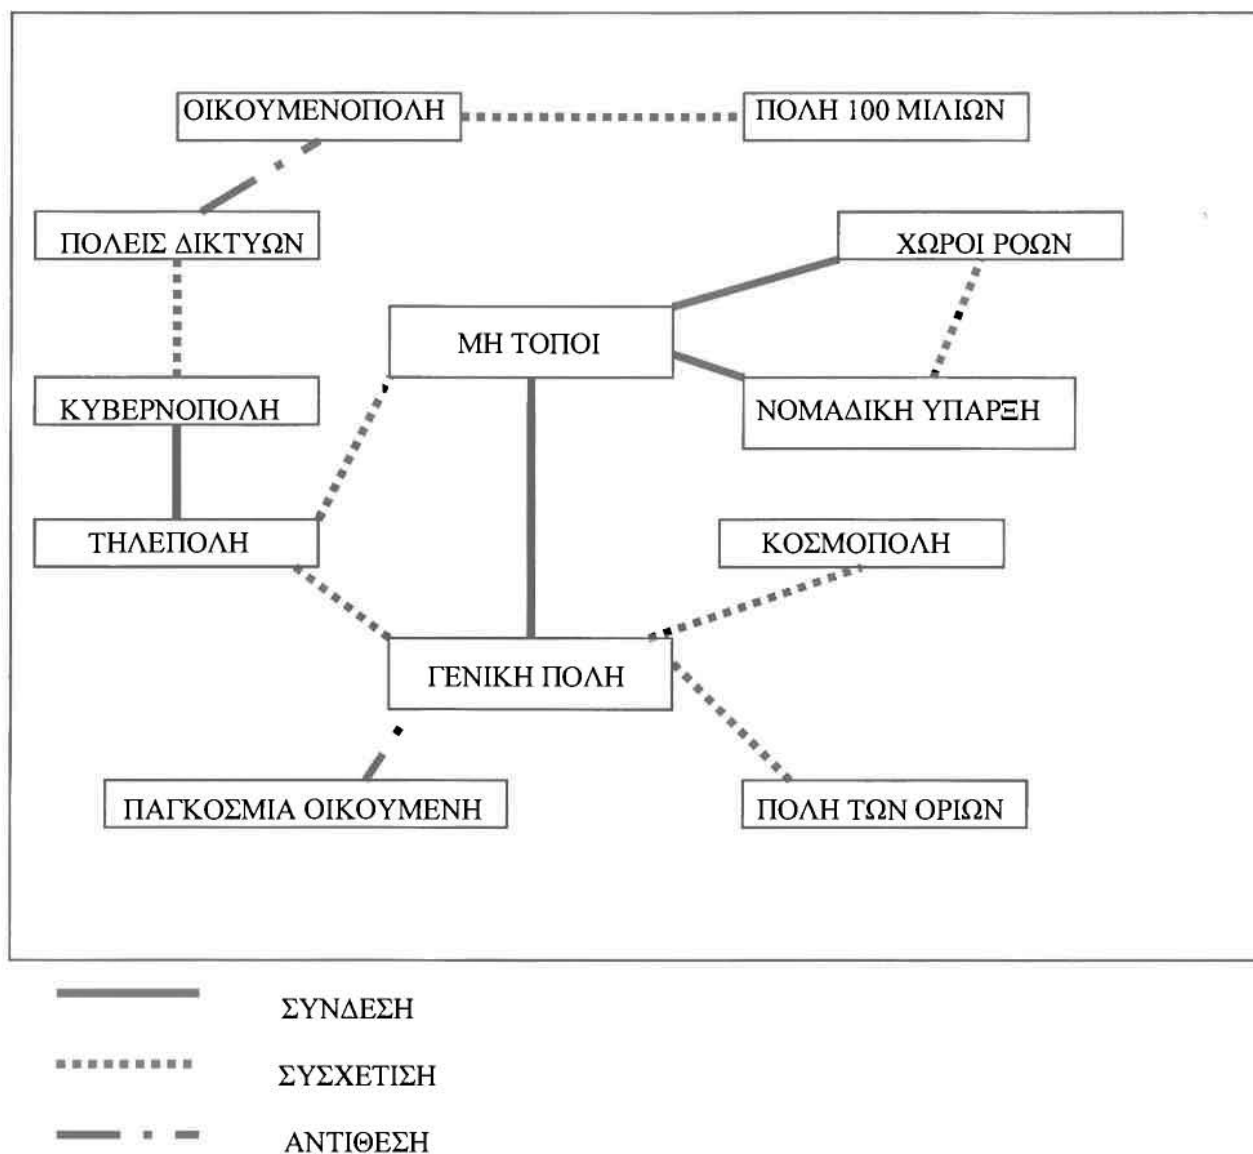 ΟΙΚΟΥΜΕΝΟΠΟΛΗ
ΠΟΛΗ 100 ΜΙΛΙΩΝ
ΠΟΛΕΙΣ ΔΙΚΤΥΩΝ
ΧΩΡΟΙ ΡΟΩΝ
ΜΗ ΤΟΠΟΙ
ΚΥΒΕΡΝΟΠΟΛΗ
ΝΟΜΑΔΙΚΗ ΥΠΑΡΞΗ
ΤΗΛΕΠΟΛΗ
ΚΟΣΜΟΠΟΛΗ
ΓΕΝΙΚΗ ΠΟΛΗ
ΠΑΓΚΟΣΜΙΑ ΟΙΚΟΥΜΕΝΗ
ΠΟΛΗ ΤΩΝ ΟΡΙΩΝ
ΣΥΝΔΕΣΗ
ΣΥΣΧΕΤΙΣΗ
ΑΝΤΙΘΕΣΗ